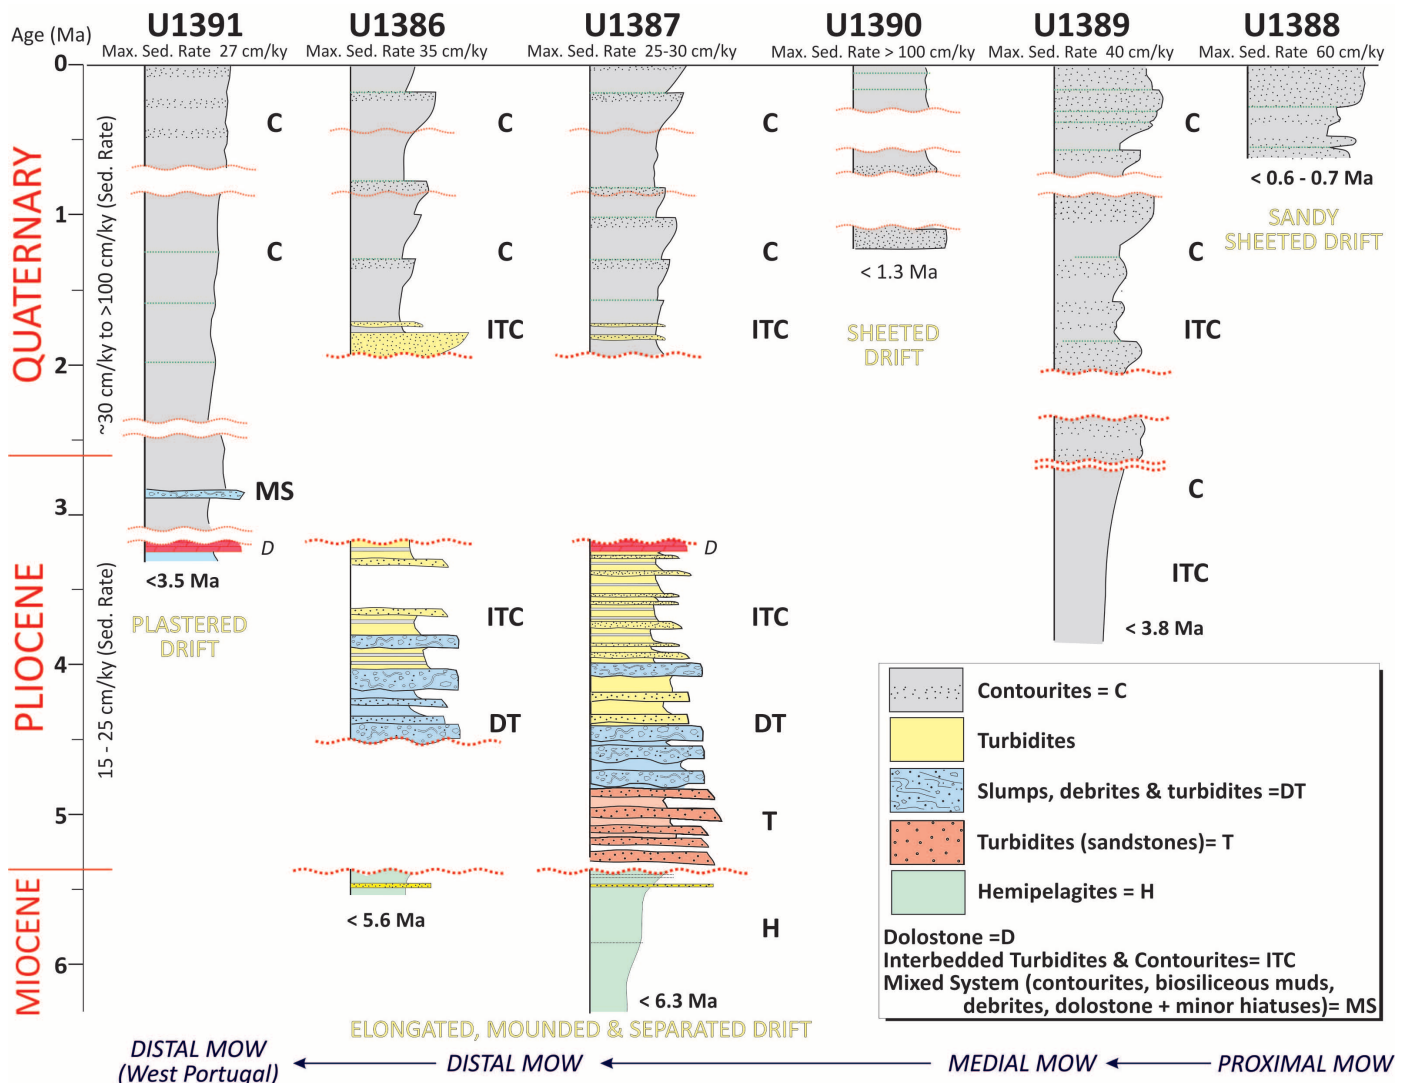 U1391
Max. Sed. Rate 27 cm/ky
U1386
Max. Sed. Rate 35 cm/ky
U1387
Max. Sed. Rate 25-30 cm/ky
U1390
Max. Sed. Rate > 100 cm/ky
U1389
Max. Sed. Rate 40 cm/ky
U1388
Max. Sed. Rate 60 cm/ky
Age (Ma)
0
1
2
3
4
5
6
QUATERNARY
PLIOCENE
MIOCENE
~30 cm/ky to >100 cm/ky (Sed. Rate)
15 - 25 cm/ky (Sed. Rate)
C
C
MS
D
<3.5 Ma
PLASTERED
DRIFT
C
C
ITC
ITC
DT
< 5.6 Ma
C
C
ITC
D
ITC
DT
T
H
< 6.3 Ma
ELONGATED, MOUNDED & SEPARATED DRIFT
< 1.3 Ma
SHEETED
DRIFT
C
C
ITC
C
ITC
< 3.8 Ma
< 0.6 - 0.7 Ma
SANDY
SHEETED DRIFT
Contourites = C
Turbidites
Slumps, debrites & turbidites =DT
Turbidites (sandstones)= T
Hemipelagites = H
Dolostone =D
Interbedded Turbidites & Contourites= ITC
Mixed System (contourites, biosiliceous muds,
debrites, dolostone + minor hiatuses)= MS
DISTAL MOW
(West Portugal)
DISTAL MOW
MEDIAL MOW
PROXIMAL MOW